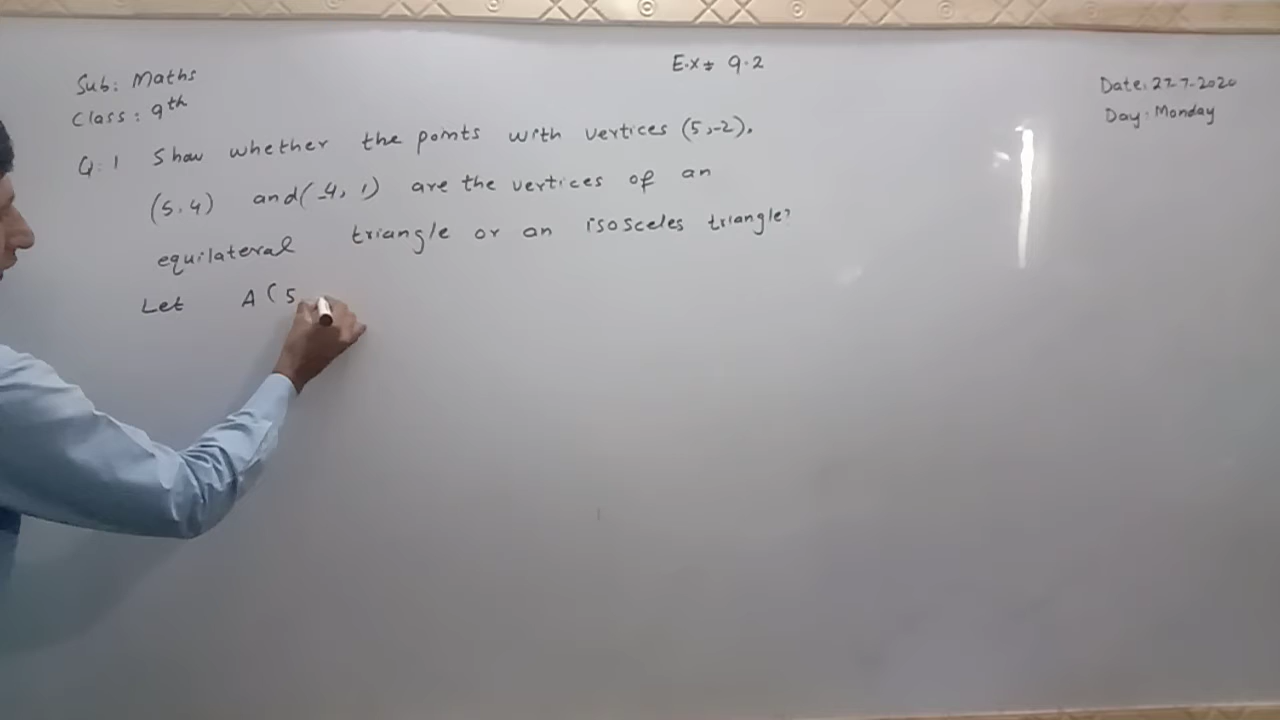 Sub: Maths
Class: 9th
Ex# 9.2
Date: 27-7-2020
Day: Monday
Q:1 Show whether the points with vertices (5,-2),
(5,4) and (-4,1) are the vertices of an
equilateral triangle or an isosceles triangle?
Let A(5